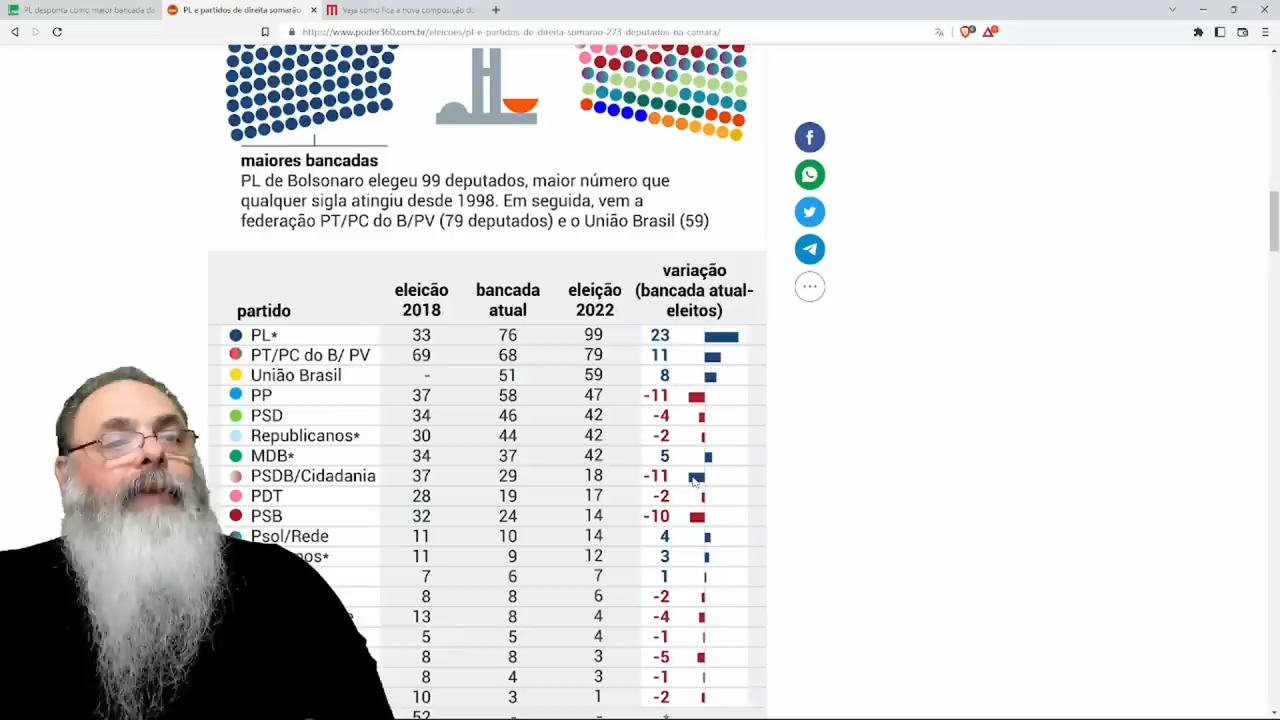 PL desponta como maior bancada da
PL e partidos de direita somarão
Veja como fica a nova composição d
https://www.poder360.com.br/eleicoes/pl-e-partidos-de-direita-somarao-273-deputados-na-camara/
maiores bancadas
PL de Bolsonaro elegeu 99 deputados, maior número que
qualquer sigla atingiu desde 1998. Em seguida, vem a
federação PT/PC do B/PV (79 deputados) e o União Brasil (59)
partido eleicão 2018 bancada atual eleição 2022 variação (bancada atual-eleitos)
PL* 33 76 99 23
PT/PC do B/ PV 69 68 79 11
União Brasil - 51 59 8
PP 37 58 47 -11
PSD 34 46 42 -4
Republicanos* 30 44 42 -2
MDB* 34 37 42 5
PSDB/Cidadania 37 29 18 -11
PDT 28 19 17 -2
PSB 32 24 14 -10
Psol/Rede 11 10 14 4
nos* 11 9 12 3
7 6 7 1
8 8 6 -2
13 8 4 -4
5 5 4 -1
8 8 3 -5
8 4 3 -1
10 3 1 -2
52 - -